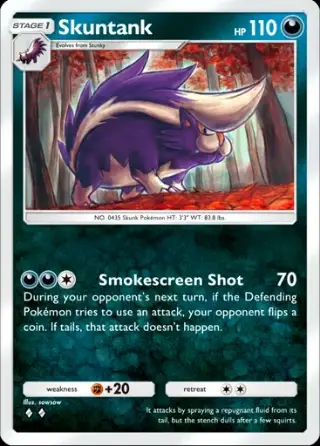 STAGE 1
Skuntank
HP 110
Evolves from Stunky
NO. 0435 Skunk Pokémon HT: 3'3" WT: 83.8 lbs.
Smokescreen Shot 70
During your opponent's next turn, if the Defending
Pokémon tries to use an attack, your opponent flips a
coin. If tails, that attack doesn't happen.
weakness +20 retreat
Illus. sowsow
It attacks by spraying a repugnant fluid from its
tail, but the stench dulls after a few squirts.